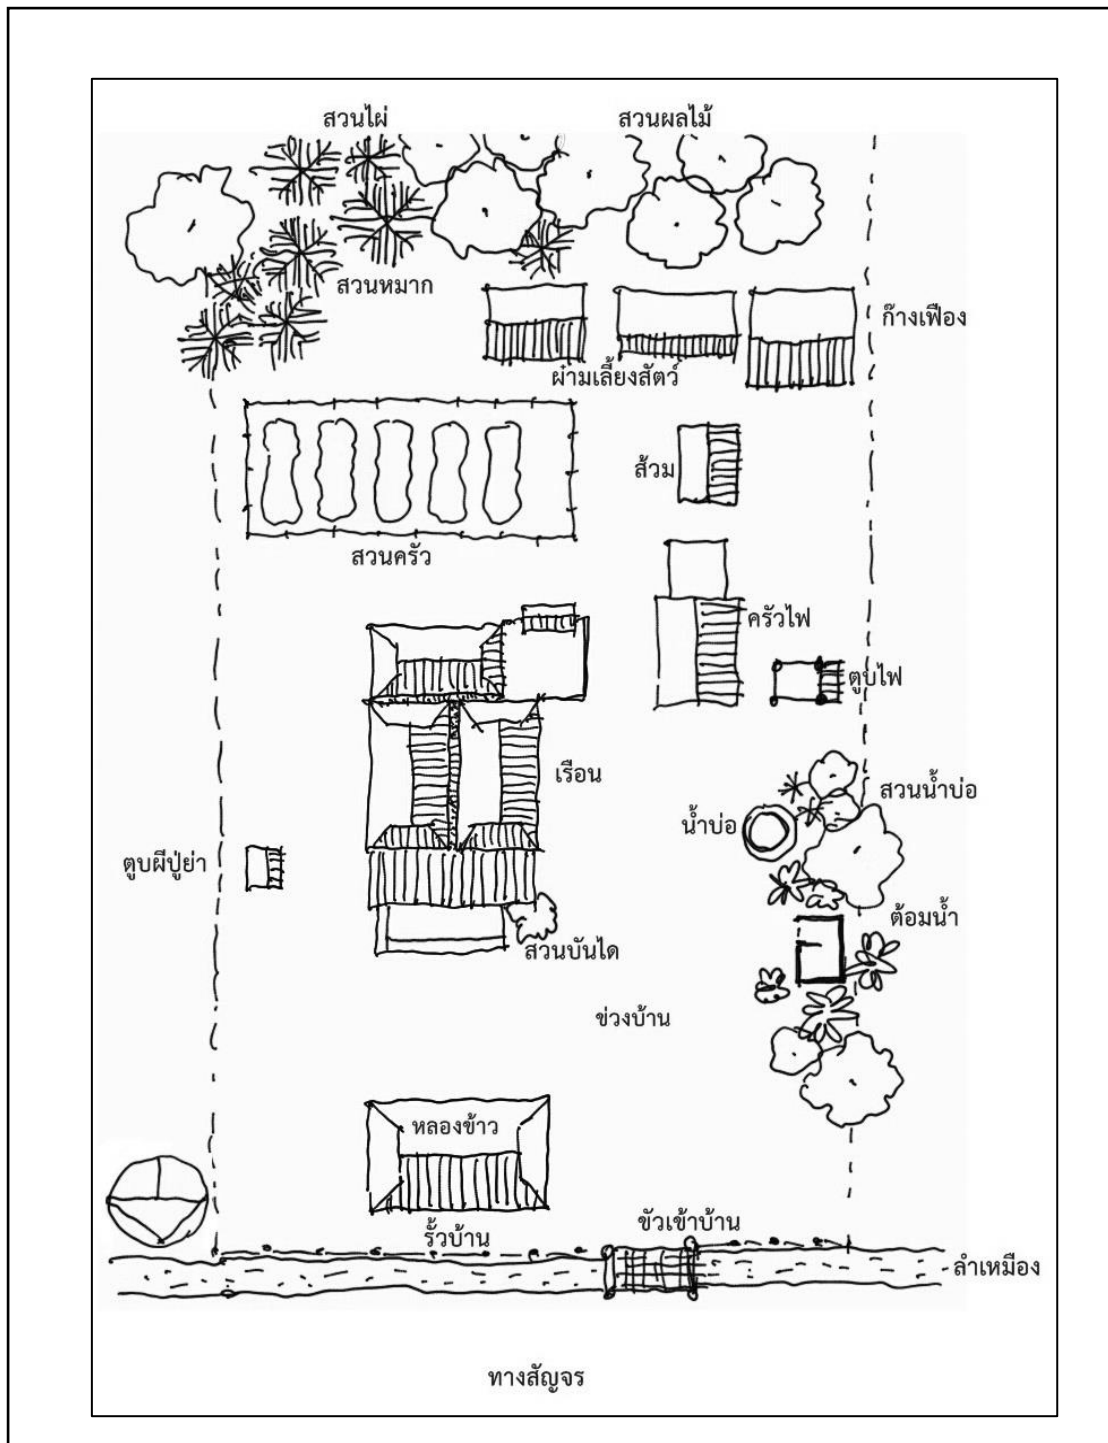 สวนไผ่
สวนผลไม้
สวนหมาก
ก๊างเฟือง
ผ๋ามเลี้ยงสัตว์
ส้วม
สวนครัว
ครัวไฟ
ตูบไฟ
เรือน
สวนน้ำบ่อ
น้ำบ่อ
ตูบผีปู่ย่า
ต้อมน้ำ
สวนบันได
ข่วงบ้าน
หลองข้าว
ขัวเข้าบ้าน
รั้วบ้าน
ลำเหมือง
ทางสัญจร